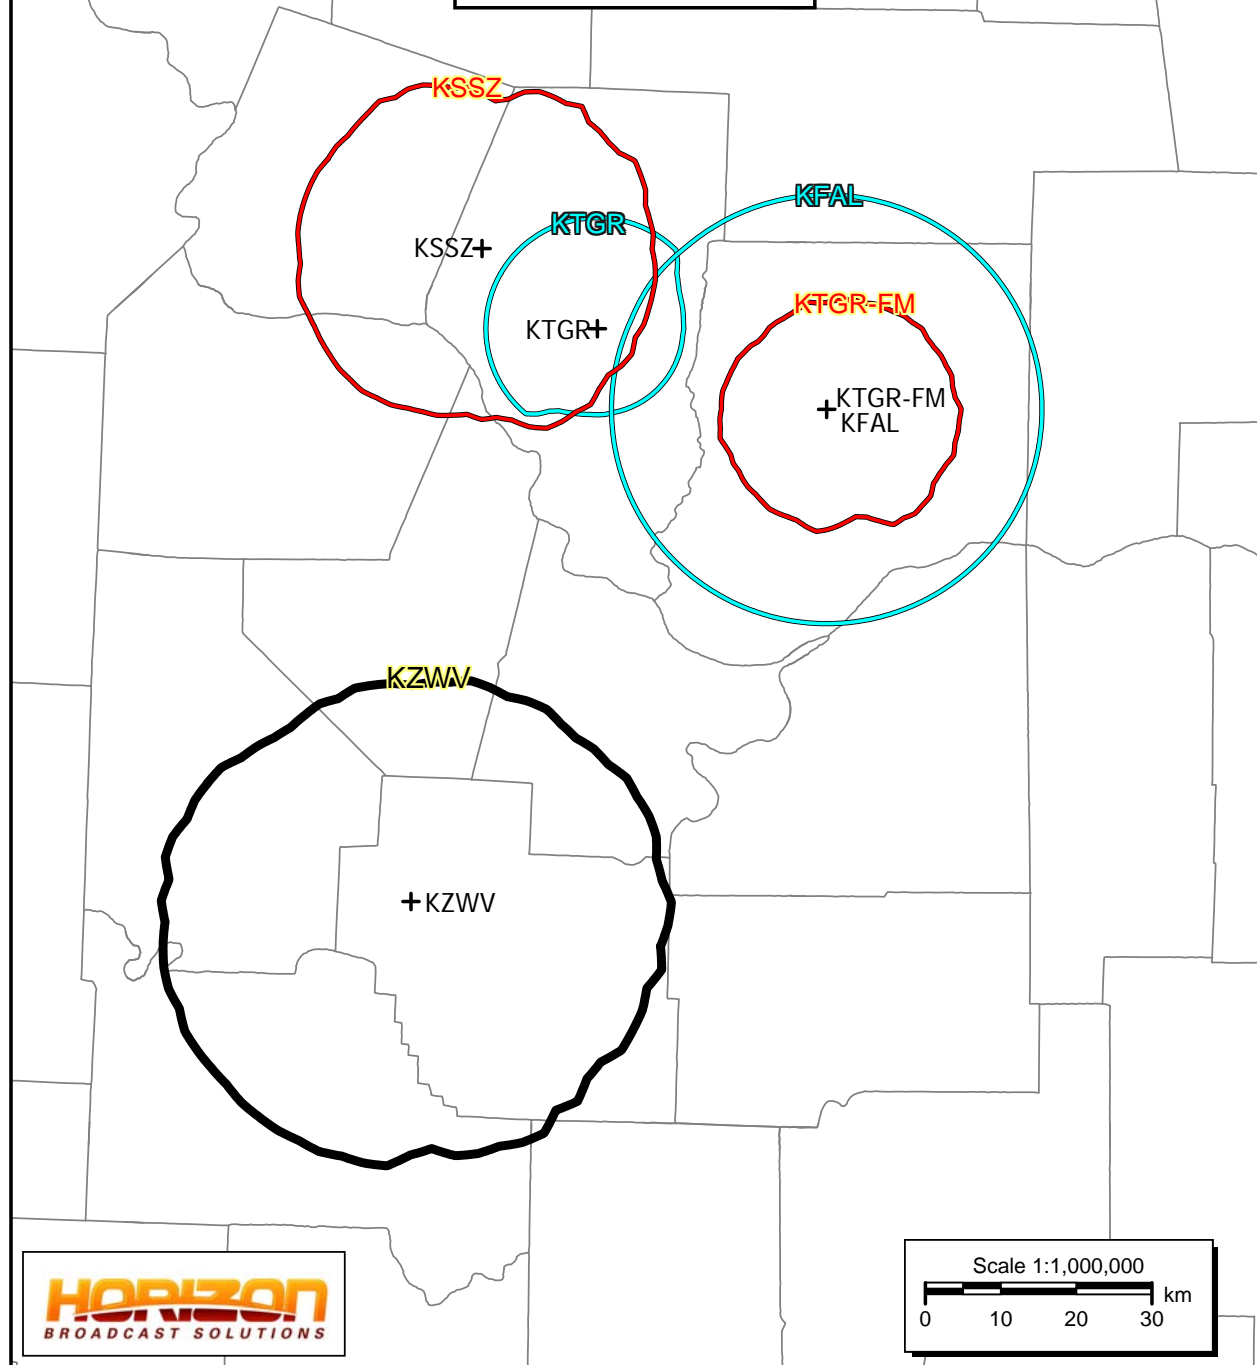 KSSZ
KFAL
KTGR
KSSZ
KTGR-FM
KTGR
KTGR-FM
KFAL
KZWV
KZWV
HORIZON
BROADCAST SOLUTIONS
Scale 1:1,000,000
km
0 10 20 30